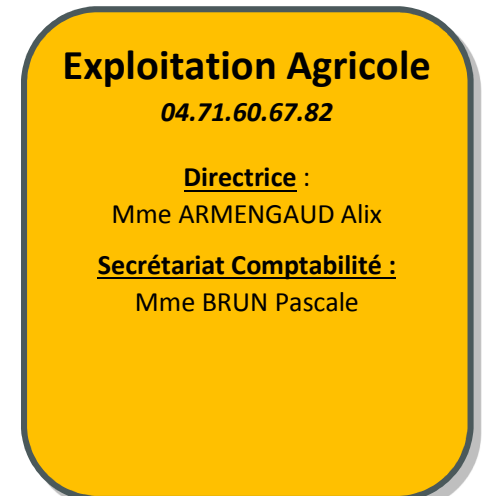 Exploitation Agricole
04.71.60.67.82
Directrice :
Mme ARMENGAUD Alix
Secrétariat Comptabilité :
Mme BRUN Pascale